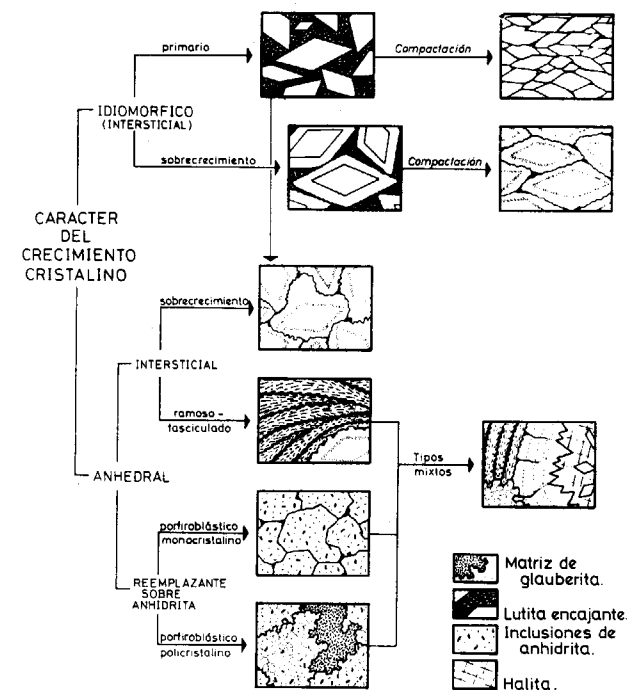 primario
Compactación
IDIOMORFICO
(INTERSTICIAL)
sobrecrecimiento
Compactación
CARACTER
DEL
CRECIMIENTO
CRISTALINO
sobrecrecimiento
INTERSTICIAL
ramoso-
fasciculado
Tipos
mixtos
ANHEDRAL
porfiroblástico
monocristalino
REEMPLAZANTE
SOBRE
ANHIDRITA
porfiroblástico
policristalino
Matriz de
glauberita.
Lutita encajante.
Inclusiones de
anhidrita.
Halita.